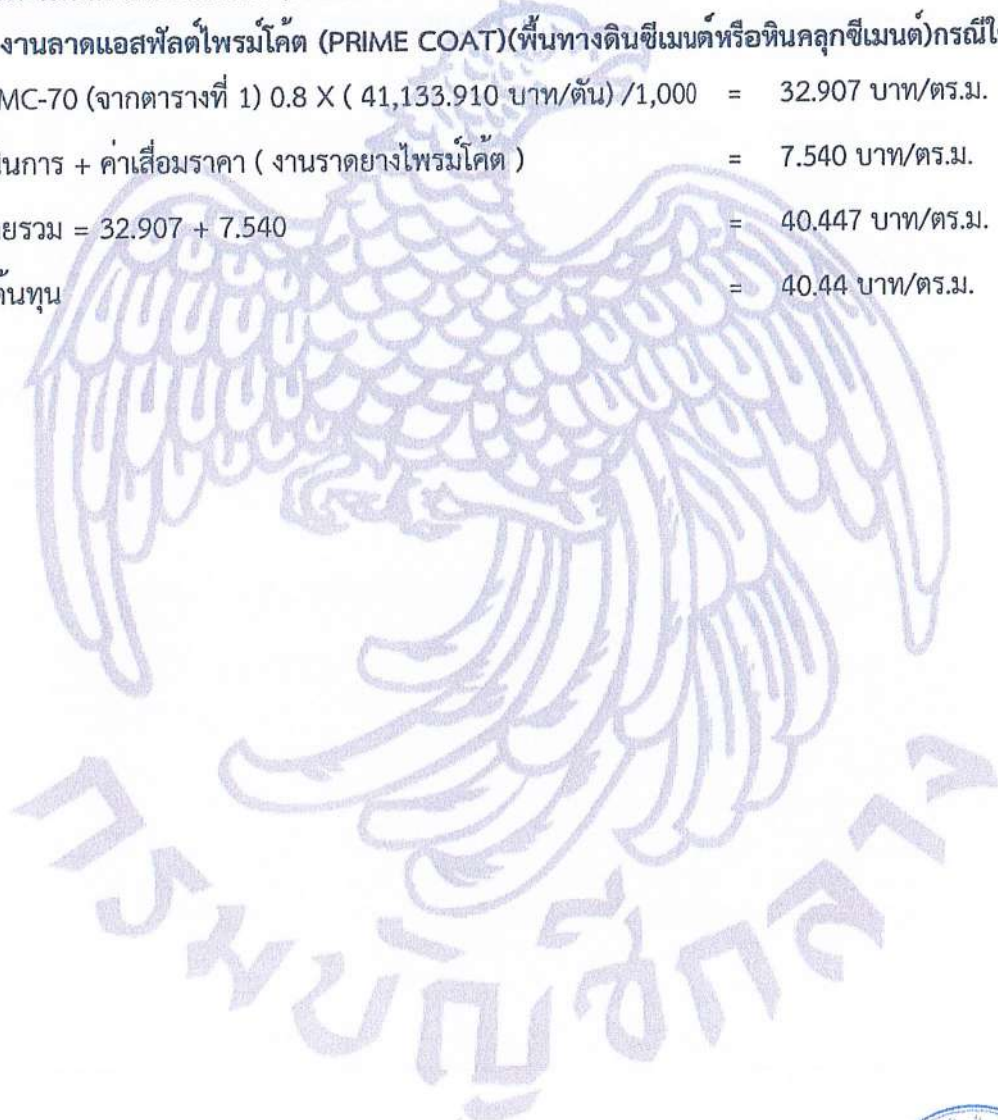 งานลาดแอสฟัลต์ไพรม์โค้ต (PRIME COAT)(พื้นทางดินซีเมนต์หรือหินคลุกซีเมนต์)กรณีใ
MC-70 (จากตารางที่ 1) 0.8 X ( 41,133.910 บาท/ตัน) /1,000 = 32.907 บาท/ตร.ม.
นการ + ค่าเสื่อมราคา ( งานราดยางไพรม์โค้ต ) = 7.540 บาท/ตร.ม.
ยรวม = 32.907 + 7.540 = 40.447 บาท/ตร.ม.
้นทุน = 40.44 บาท/ตร.ม.
กรมบัญชีกลาง